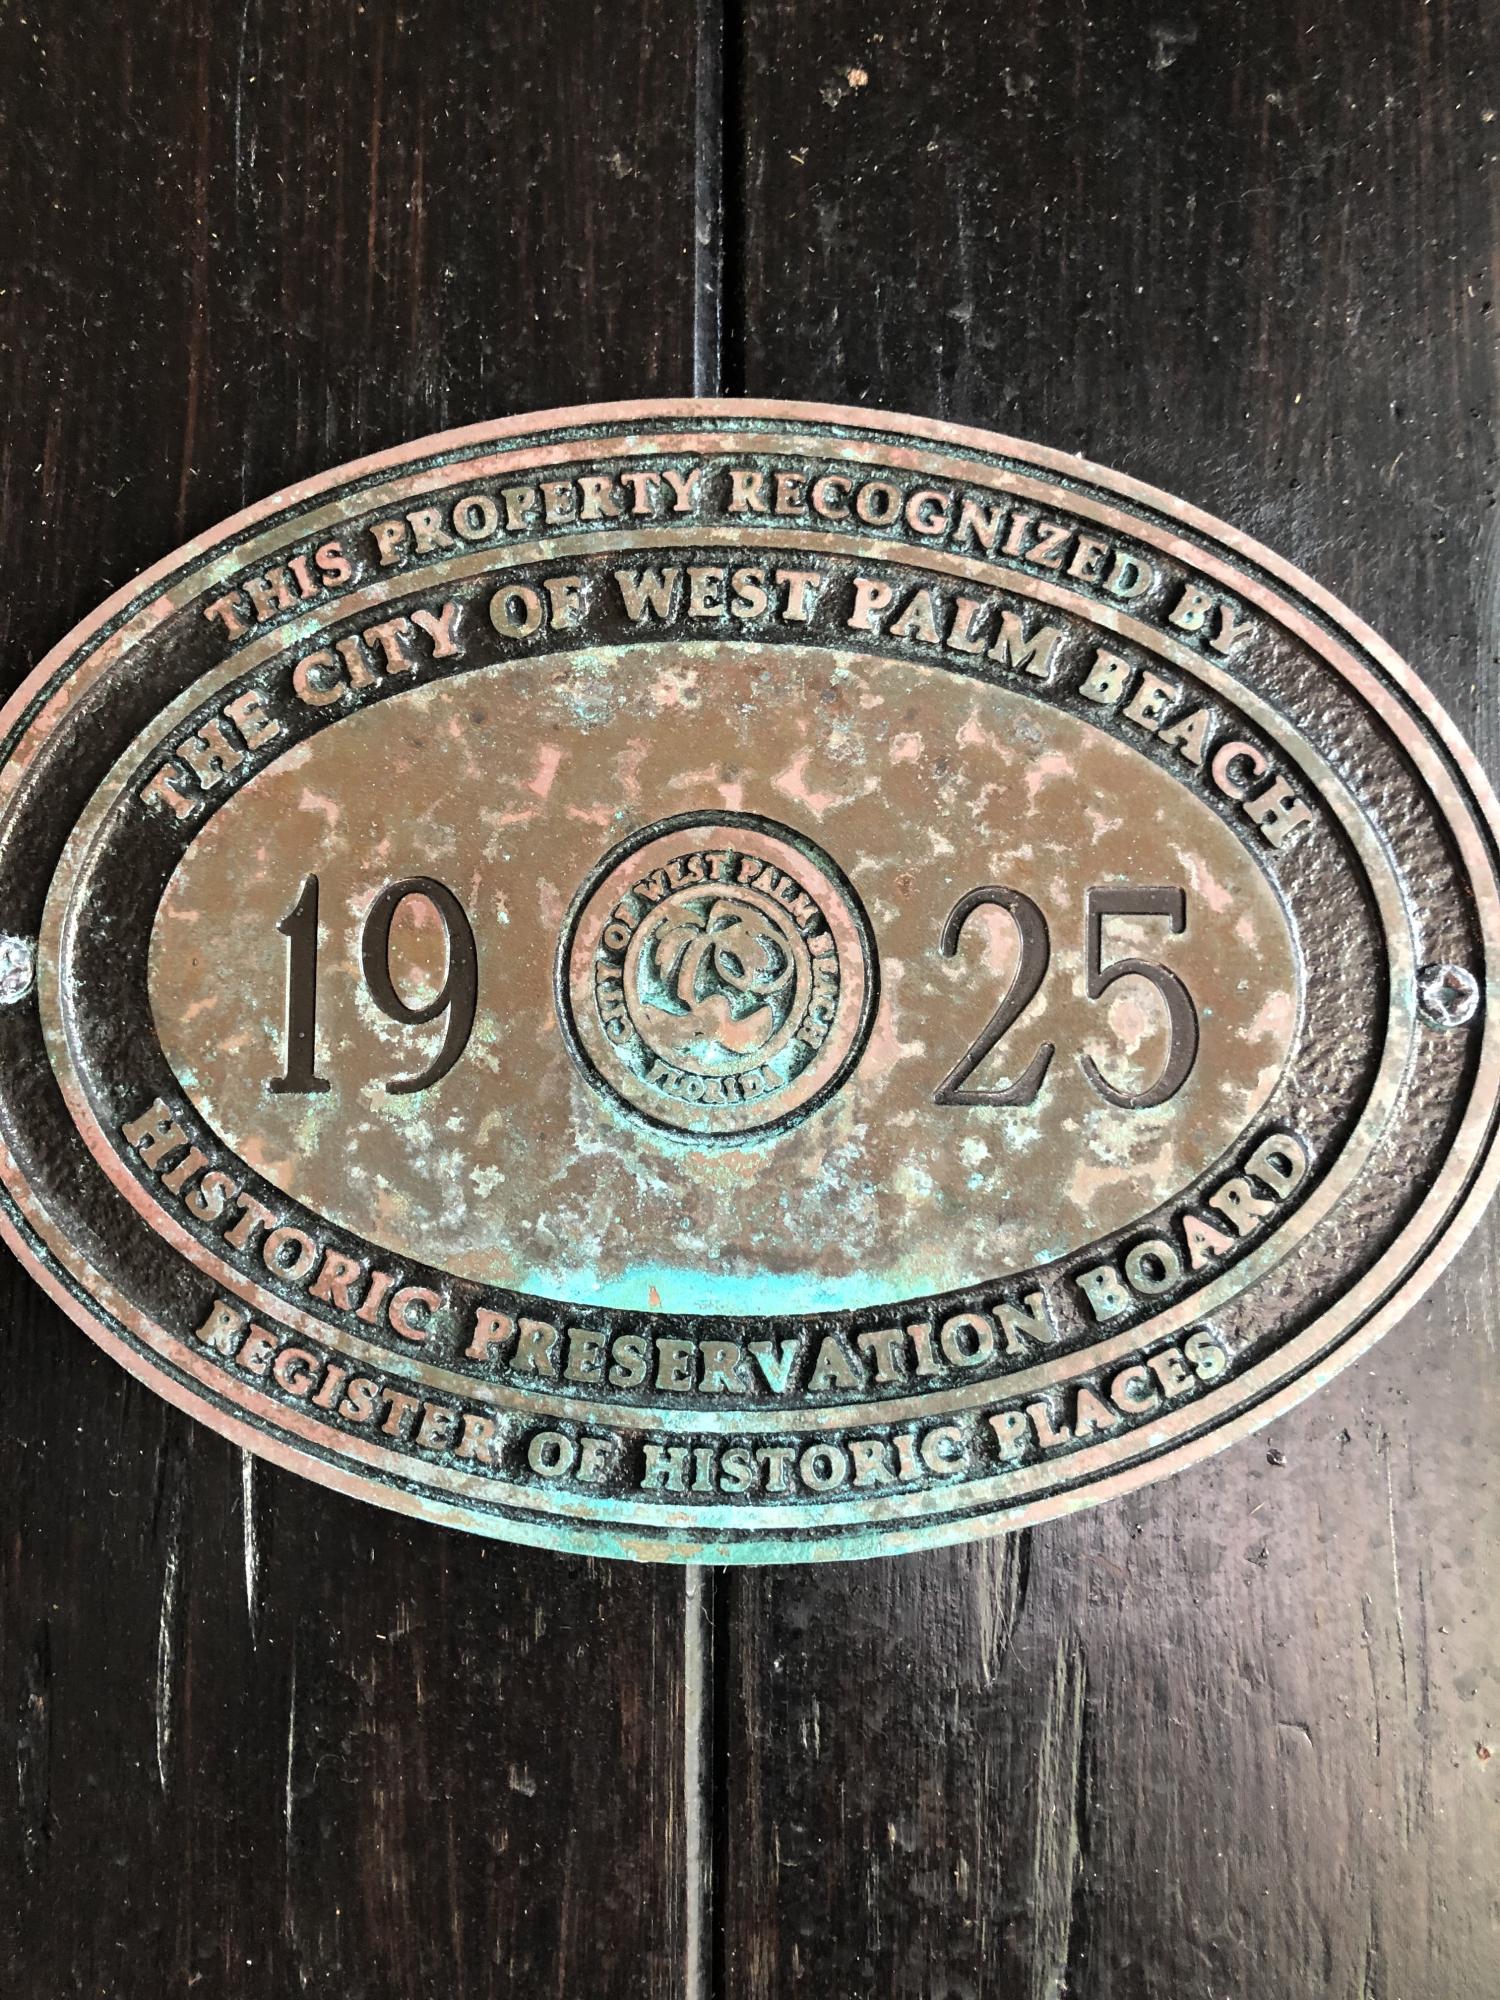 THIS PROPERTY RECOGNIZED BY
THE CITY OF WEST PALM BEACH
19 25
CITY OF WEST PALM BEACH
FLORIDA
HISTORIC PRESERVATION BOARD
REGISTER OF HISTORIC PLACES